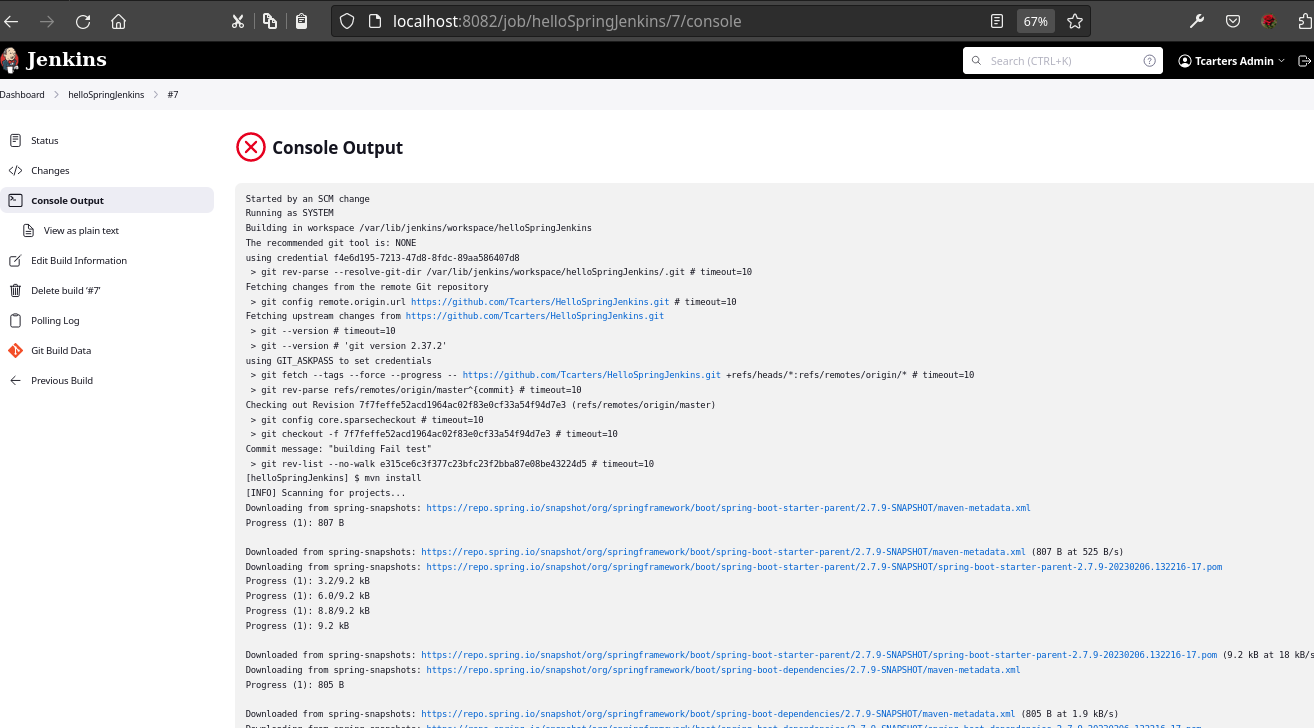 localhost:8082/job/helloSpringJenkins/7/console
67%
Jenkins
Search (CTRL+K)
Tcarters Admin
Dashboard > helloSpringJenkins > #7
Status
Changes
Console Output
View as plain text
Edit Build Information
Delete build ‘#7’
Polling Log
Git Build Data
Previous Build
Console Output
Started by an SCM change
Running as SYSTEM
Building in workspace /var/lib/jenkins/workspace/helloSpringJenkins
The recommended git tool is: NONE
using credential f4e6d195-7213-47d8-8fdc-89aa586407d8
> git rev-parse --resolve-git-dir /var/lib/jenkins/workspace/helloSpringJenkins/.git # timeout=10
Fetching changes from the remote Git repository
> git config remote.origin.url https://github.com/Tcarters/HelloSpringJenkins.git # timeout=10
Fetching upstream changes from https://github.com/Tcarters/HelloSpringJenkins.git
> git --version # timeout=10
> git --version # 'git version 2.37.2'
using GIT_ASKPASS to set credentials
> git fetch --tags --force --progress -- https://github.com/Tcarters/HelloSpringJenkins.git +refs/heads/*:refs/remotes/origin/* # timeout=10
> git rev-parse refs/remotes/origin/master^{commit} # timeout=10
Checking out Revision 7f7feffe52acd1964ac02f83e0cf33a54f94d7e3 (refs/remotes/origin/master)
> git config core.sparsecheckout # timeout=10
> git checkout -f 7f7feffe52acd1964ac02f83e0cf33a54f94d7e3 # timeout=10
Commit message: "building Fail test"
> git rev-list --no-walk e315ce6c3f377c23bfc23f2bba87e08be43224d5 # timeout=10
[helloSpringJenkins] $ mvn install
[INFO] Scanning for projects...
Downloading from spring-snapshots: https://repo.spring.io/snapshot/org/springframework/boot/spring-boot-starter-parent/2.7.9-SNAPSHOT/maven-metadata.xml
Progress (1): 807 B
Downloaded from spring-snapshots: https://repo.spring.io/snapshot/org/springframework/boot/spring-boot-starter-parent/2.7.9-SNAPSHOT/maven-metadata.xml (807 B at 525 B/s)
Downloading from spring-snapshots: https://repo.spring.io/snapshot/org/springframework/boot/spring-boot-starter-parent/2.7.9-SNAPSHOT/spring-boot-starter-parent-2.7.9-20230206.132216-17.pom
Progress (1): 3.2/9.2 kB
Progress (1): 6.0/9.2 kB
Progress (1): 8.8/9.2 kB
Progress (1): 9.2 kB
Downloaded from spring-snapshots: https://repo.spring.io/snapshot/org/springframework/boot/spring-boot-starter-parent/2.7.9-SNAPSHOT/spring-boot-starter-parent-2.7.9-20230206.132216-17.pom (9.2 kB at 18 kB/s
Downloading from spring-snapshots: https://repo.spring.io/snapshot/org/springframework/boot/spring-boot-dependencies/2.7.9-SNAPSHOT/maven-metadata.xml
Progress (1): 805 B
Downloaded from spring-snapshots: https://repo.spring.io/snapshot/org/springframework/boot/spring-boot-dependencies/2.7.9-SNAPSHOT/maven-metadata.xml (805 B at 1.9 kB/s)